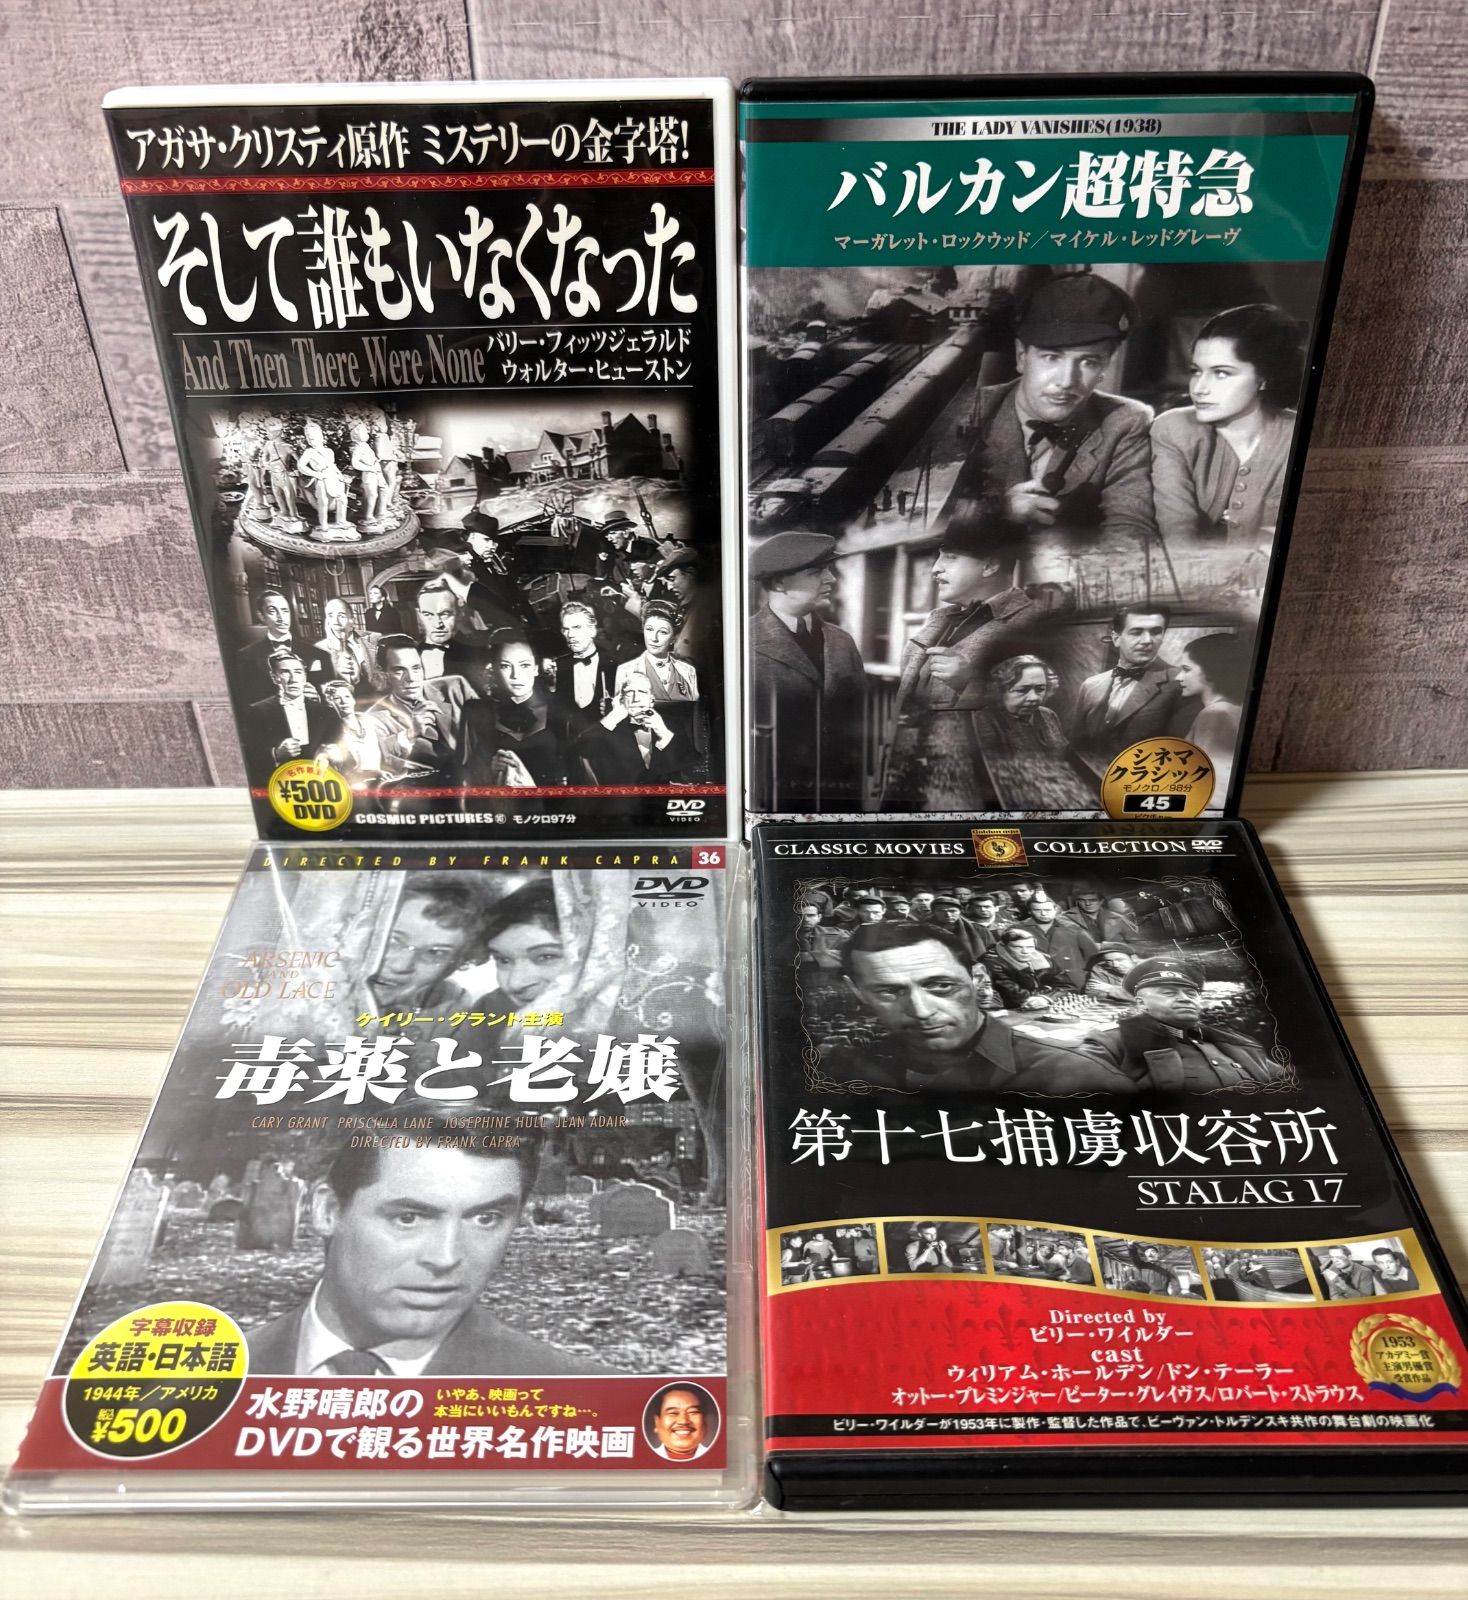 アガサ・クリスティ原作 ミステリーの金字塔!
そして誰もいなくなった
And Then There Were None
バリー・フィッツジェラルド
ウォルター・ヒューストン
¥500
DVD
COSMIC PICTURES
モノクロ97分
DVD
VIDEO
THE LADY VANISHES(1938)
バルカン超特急
マーガレット・ロックウッド/マイケル・レッドグレーヴ
シネマ
クラシック
モノクロ/98分
45
DIRECTED BY FRANK CAPRA 36
DVD
VIDEO
ARSENIC
AND
OLD LACE
ケイリー・グラント主演
毒薬と老嬢
CARY GRANT PRISCILLA LANE JOSEPHINE HULL JEAN ADAIR
DIRECTED BY FRANK CAPRA
字幕収録
英語・日本語
1944年/アメリカ
税込¥500
水野晴郎の
いやあ、映画って
本当にいいもんですね…。
DVDで観る世界名作映画
CLASSIC MOVIES COLLECTION
DVD
VIDEO
第十七捕虜収容所
STALAG 17
Directed by
ビリー・ワイルダー
cast
ウィリアム・ホールデン/ドン・テーラー
オットー・プレミンジャー/ピーター・グレイヴス/ロバート・ストラウス
1953
アカデミー賞
主演男優賞
受賞作品
ビリー・ワイルダーが1953年に製作・監督した作品で、ビーヴァン・トルデンスキ共作の舞台劇の映画化